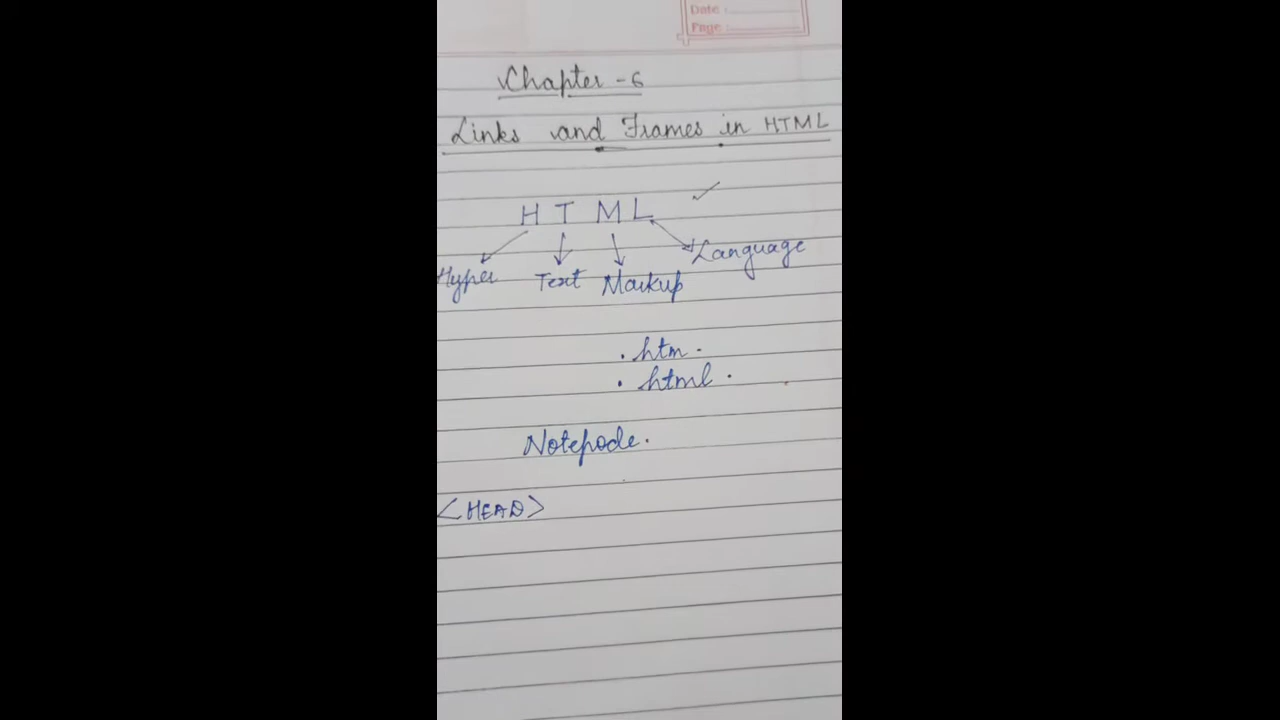 Date :
Page :
Chapter - 6
Links and Frames in HTML
H T M L
Hyper Text Markup Language
.htm.
.html.
Notepade.
<HEAD>